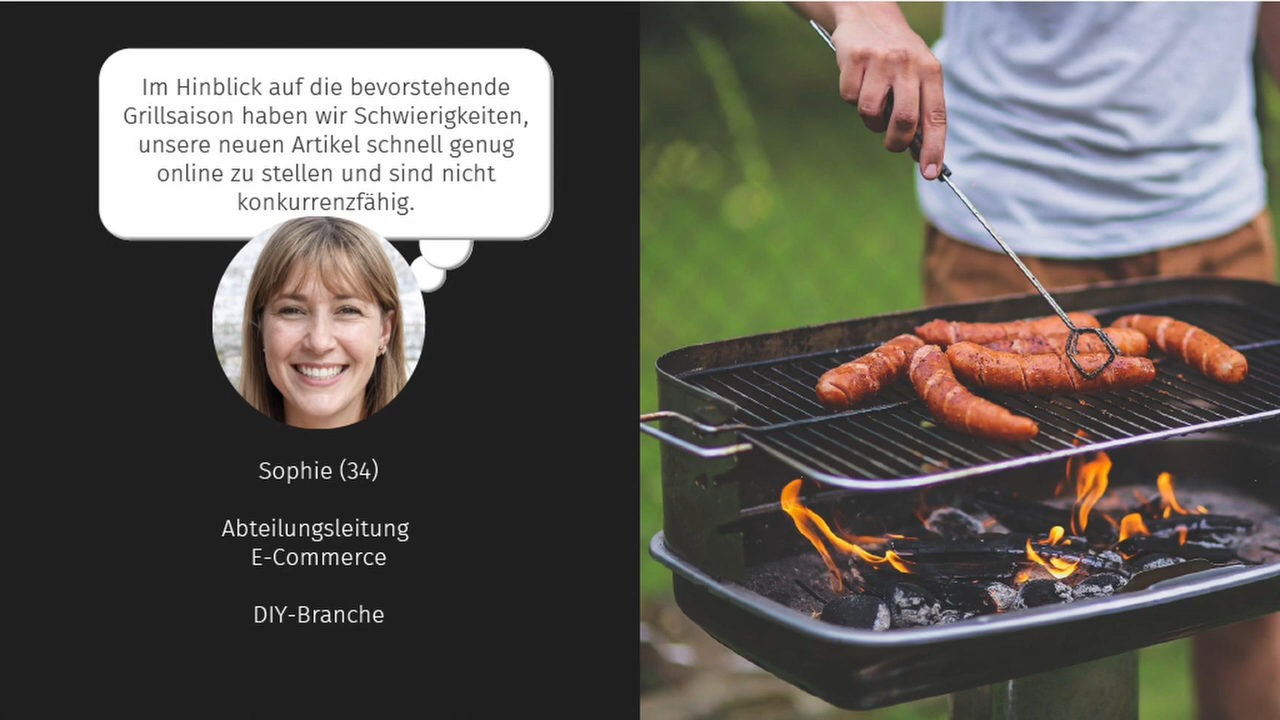 Im Hinblick auf die bevorstehende
Grillsaison haben wir Schwierigkeiten,
unsere neuen Artikel schnell genug
online zu stellen und sind nicht
konkurrenzfähig.
Sophie (34)
Abteilungsleitung
E-Commerce
DIY-Branche